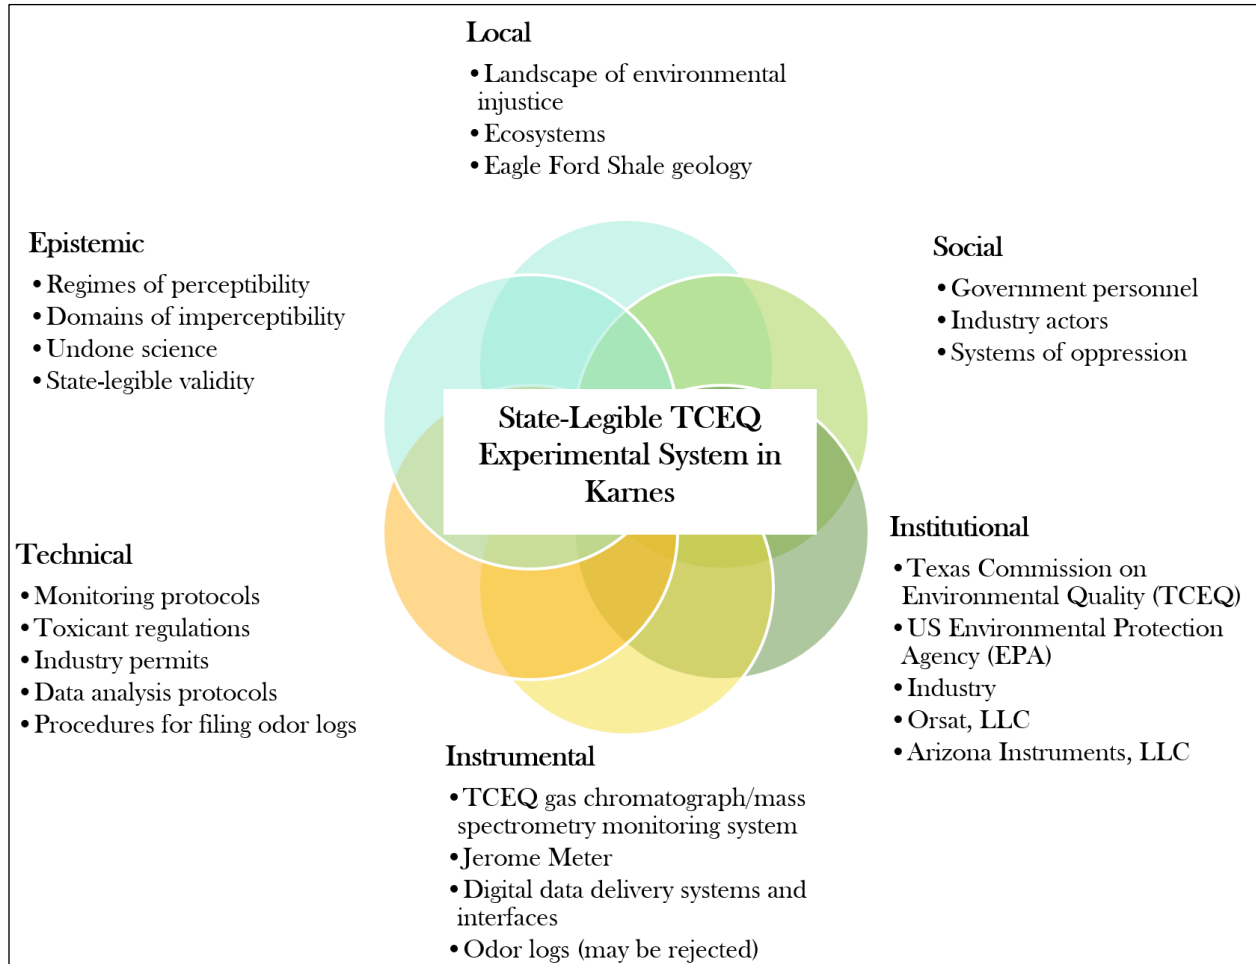 Local
• Landscape of environmental
injustice
• Ecosystems
• Eagle Ford Shale geology
Epistemic
• Regimes of perceptibility
• Domains of imperceptibility
• Undone science
• State-legible validity
Social
• Government personnel
• Industry actors
• Systems of oppression
State-Legible TCEQ
Experimental System in
Karnes
Technical
• Monitoring protocols
• Toxicant regulations
• Industry permits
• Data analysis protocols
• Procedures for filing odor logs
Institutional
• Texas Commission on
Environmental Quality (TCEQ)
• US Environmental Protection
Agency (EPA)
• Industry
• Orsat, LLC
• Arizona Instruments, LLC
Instrumental
• TCEQ gas chromatograph/mass
spectrometry monitoring system
• Jerome Meter
• Digital data delivery systems and
interfaces
• Odor logs (may be rejected)